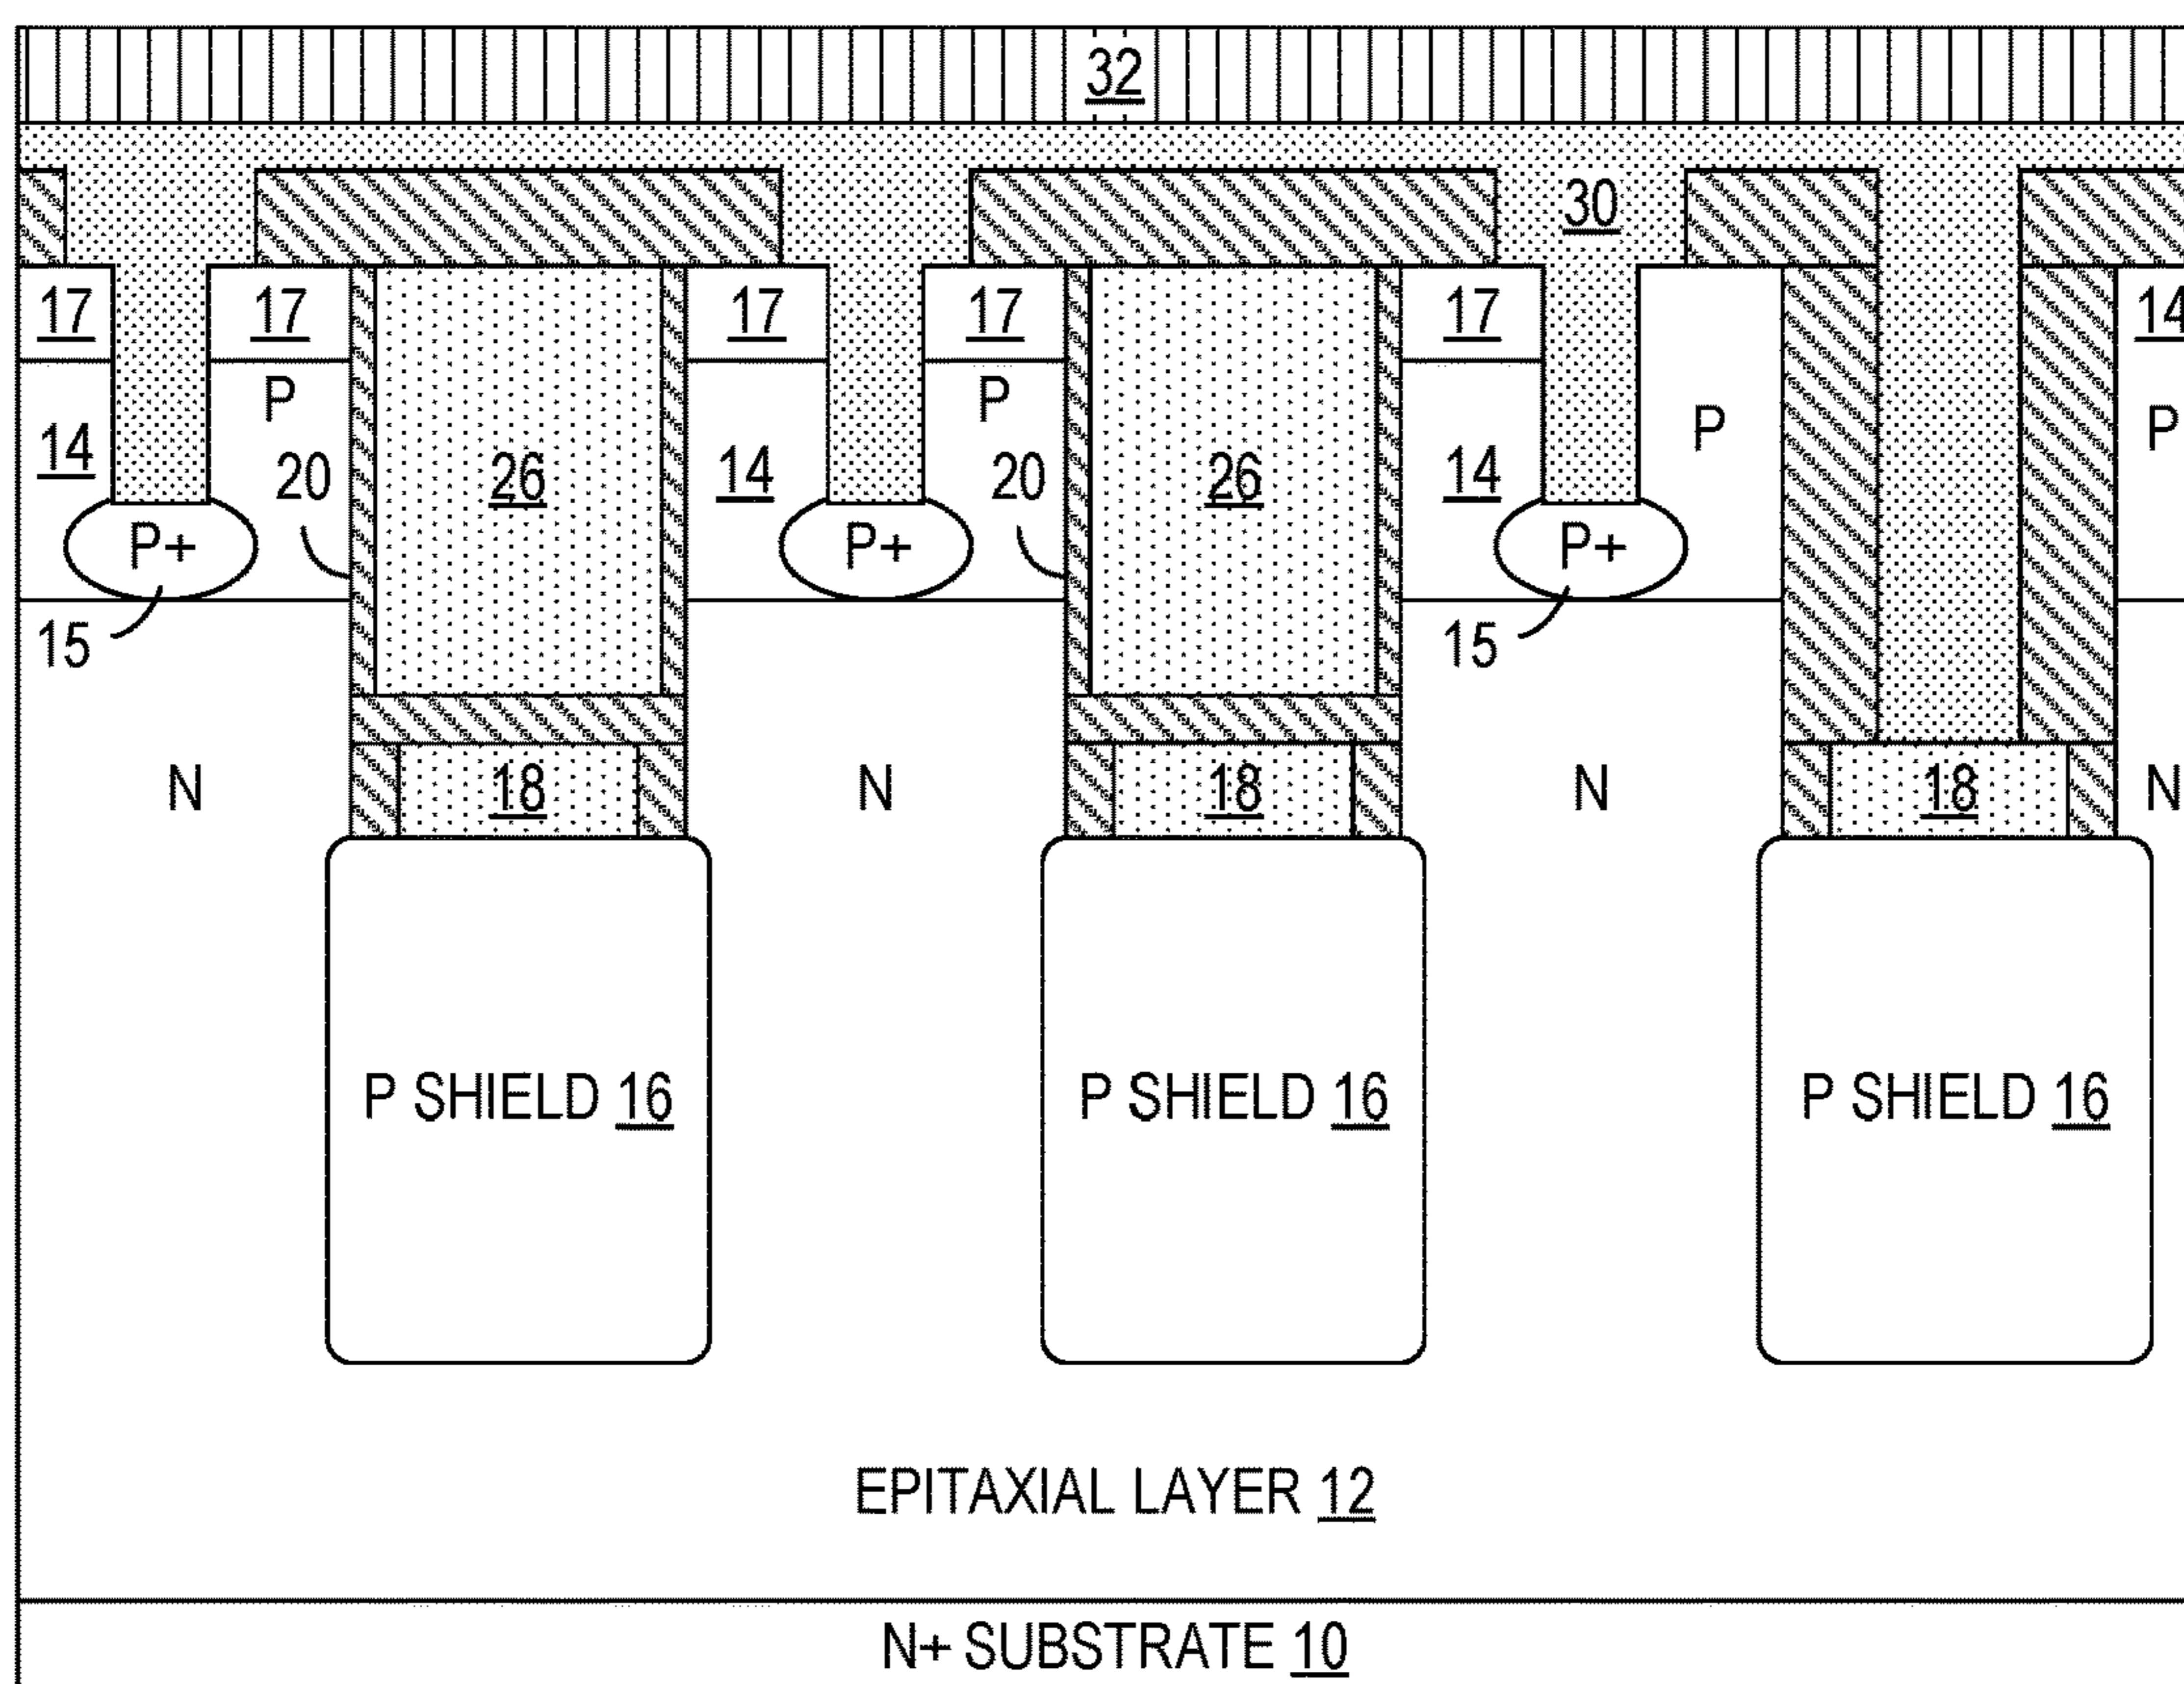 32
30
17 17 17 17 17 14
P P P P
14 20 26 14 20 26 14
P+ P+ P+
15 15
N N N N
18 18 18
P SHIELD 16 P SHIELD 16 P SHIELD 16
EPITAXIAL LAYER 12
N+ SUBSTRATE 10